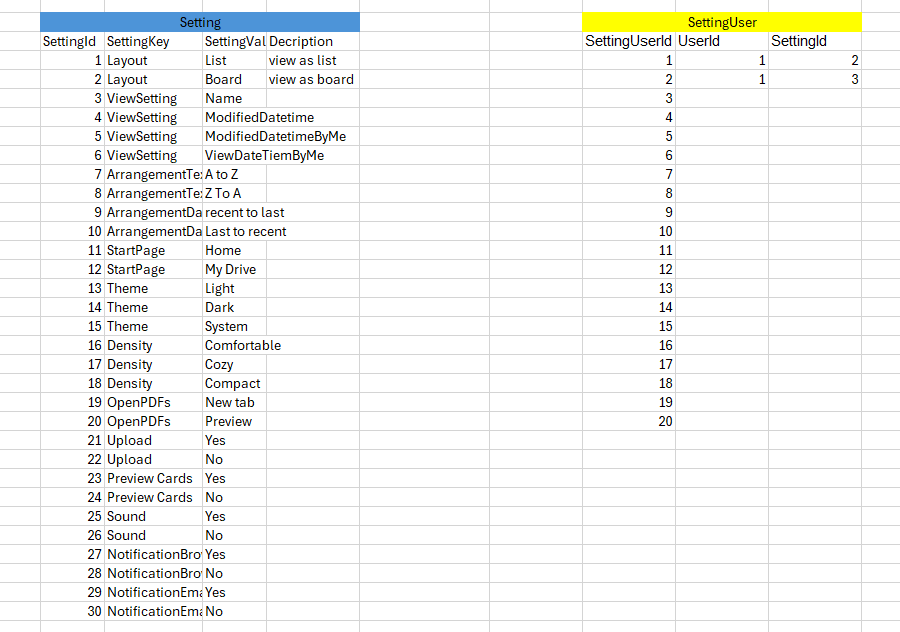 Setting SettingUser
SettingId SettingKey SettingVal Decription SettingUserId UserId SettingId
1 Layout List view as list 1 1 2
2 Layout Board view as board 2 1 3
3 ViewSetting Name 3
4 ViewSetting ModifiedDatetime 4
5 ViewSetting ModifiedDatetimeByMe 5
6 ViewSetting ViewDateTiemByMe 6
7 ArrangementTe A to Z 7
8 ArrangementTe Z To A 8
9 ArrangementDa recent to last 9
10 ArrangementDa Last to recent 10
11 StartPage Home 11
12 StartPage My Drive 12
13 Theme Light 13
14 Theme Dark 14
15 Theme System 15
16 Density Comfortable 16
17 Density Cozy 17
18 Density Compact 18
19 OpenPDFs New tab 19
20 OpenPDFs Preview 20
21 Upload Yes
22 Upload No
23 Preview Cards Yes
24 Preview Cards No
25 Sound Yes
26 Sound No
27 NotificationBro Yes
28 NotificationBro No
29 NotificationEma Yes
30 NotificationEma No